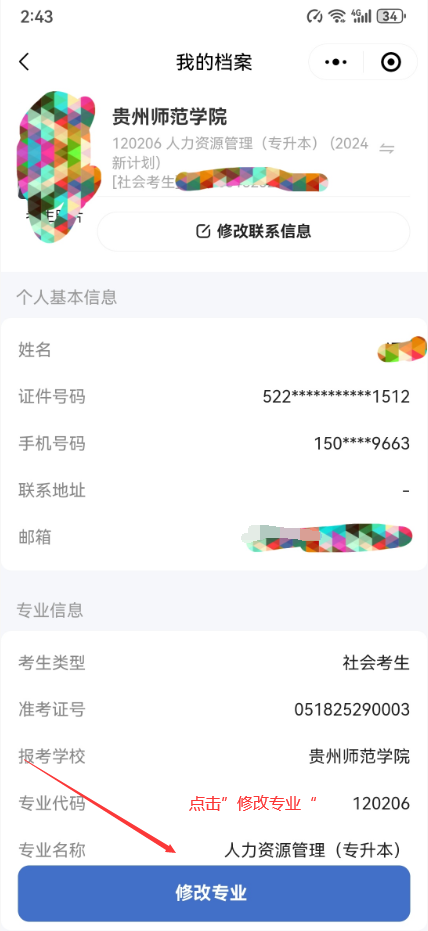 2:43
4G
34
我的档案
贵州师范学院
120206 人力资源管理（专升本）（2024
新计划）
[社会考生]
修改联系信息
个人基本信息
姓名
证件号码 522***********1512
手机号码 150****9663
联系地址 -
邮箱
专业信息
考生类型 社会考生
准考证号 051825290003
报考学校 贵州师范学院
专业代码 点击”修改专业“ 120206
专业名称 人力资源管理（专升本）
修改专业